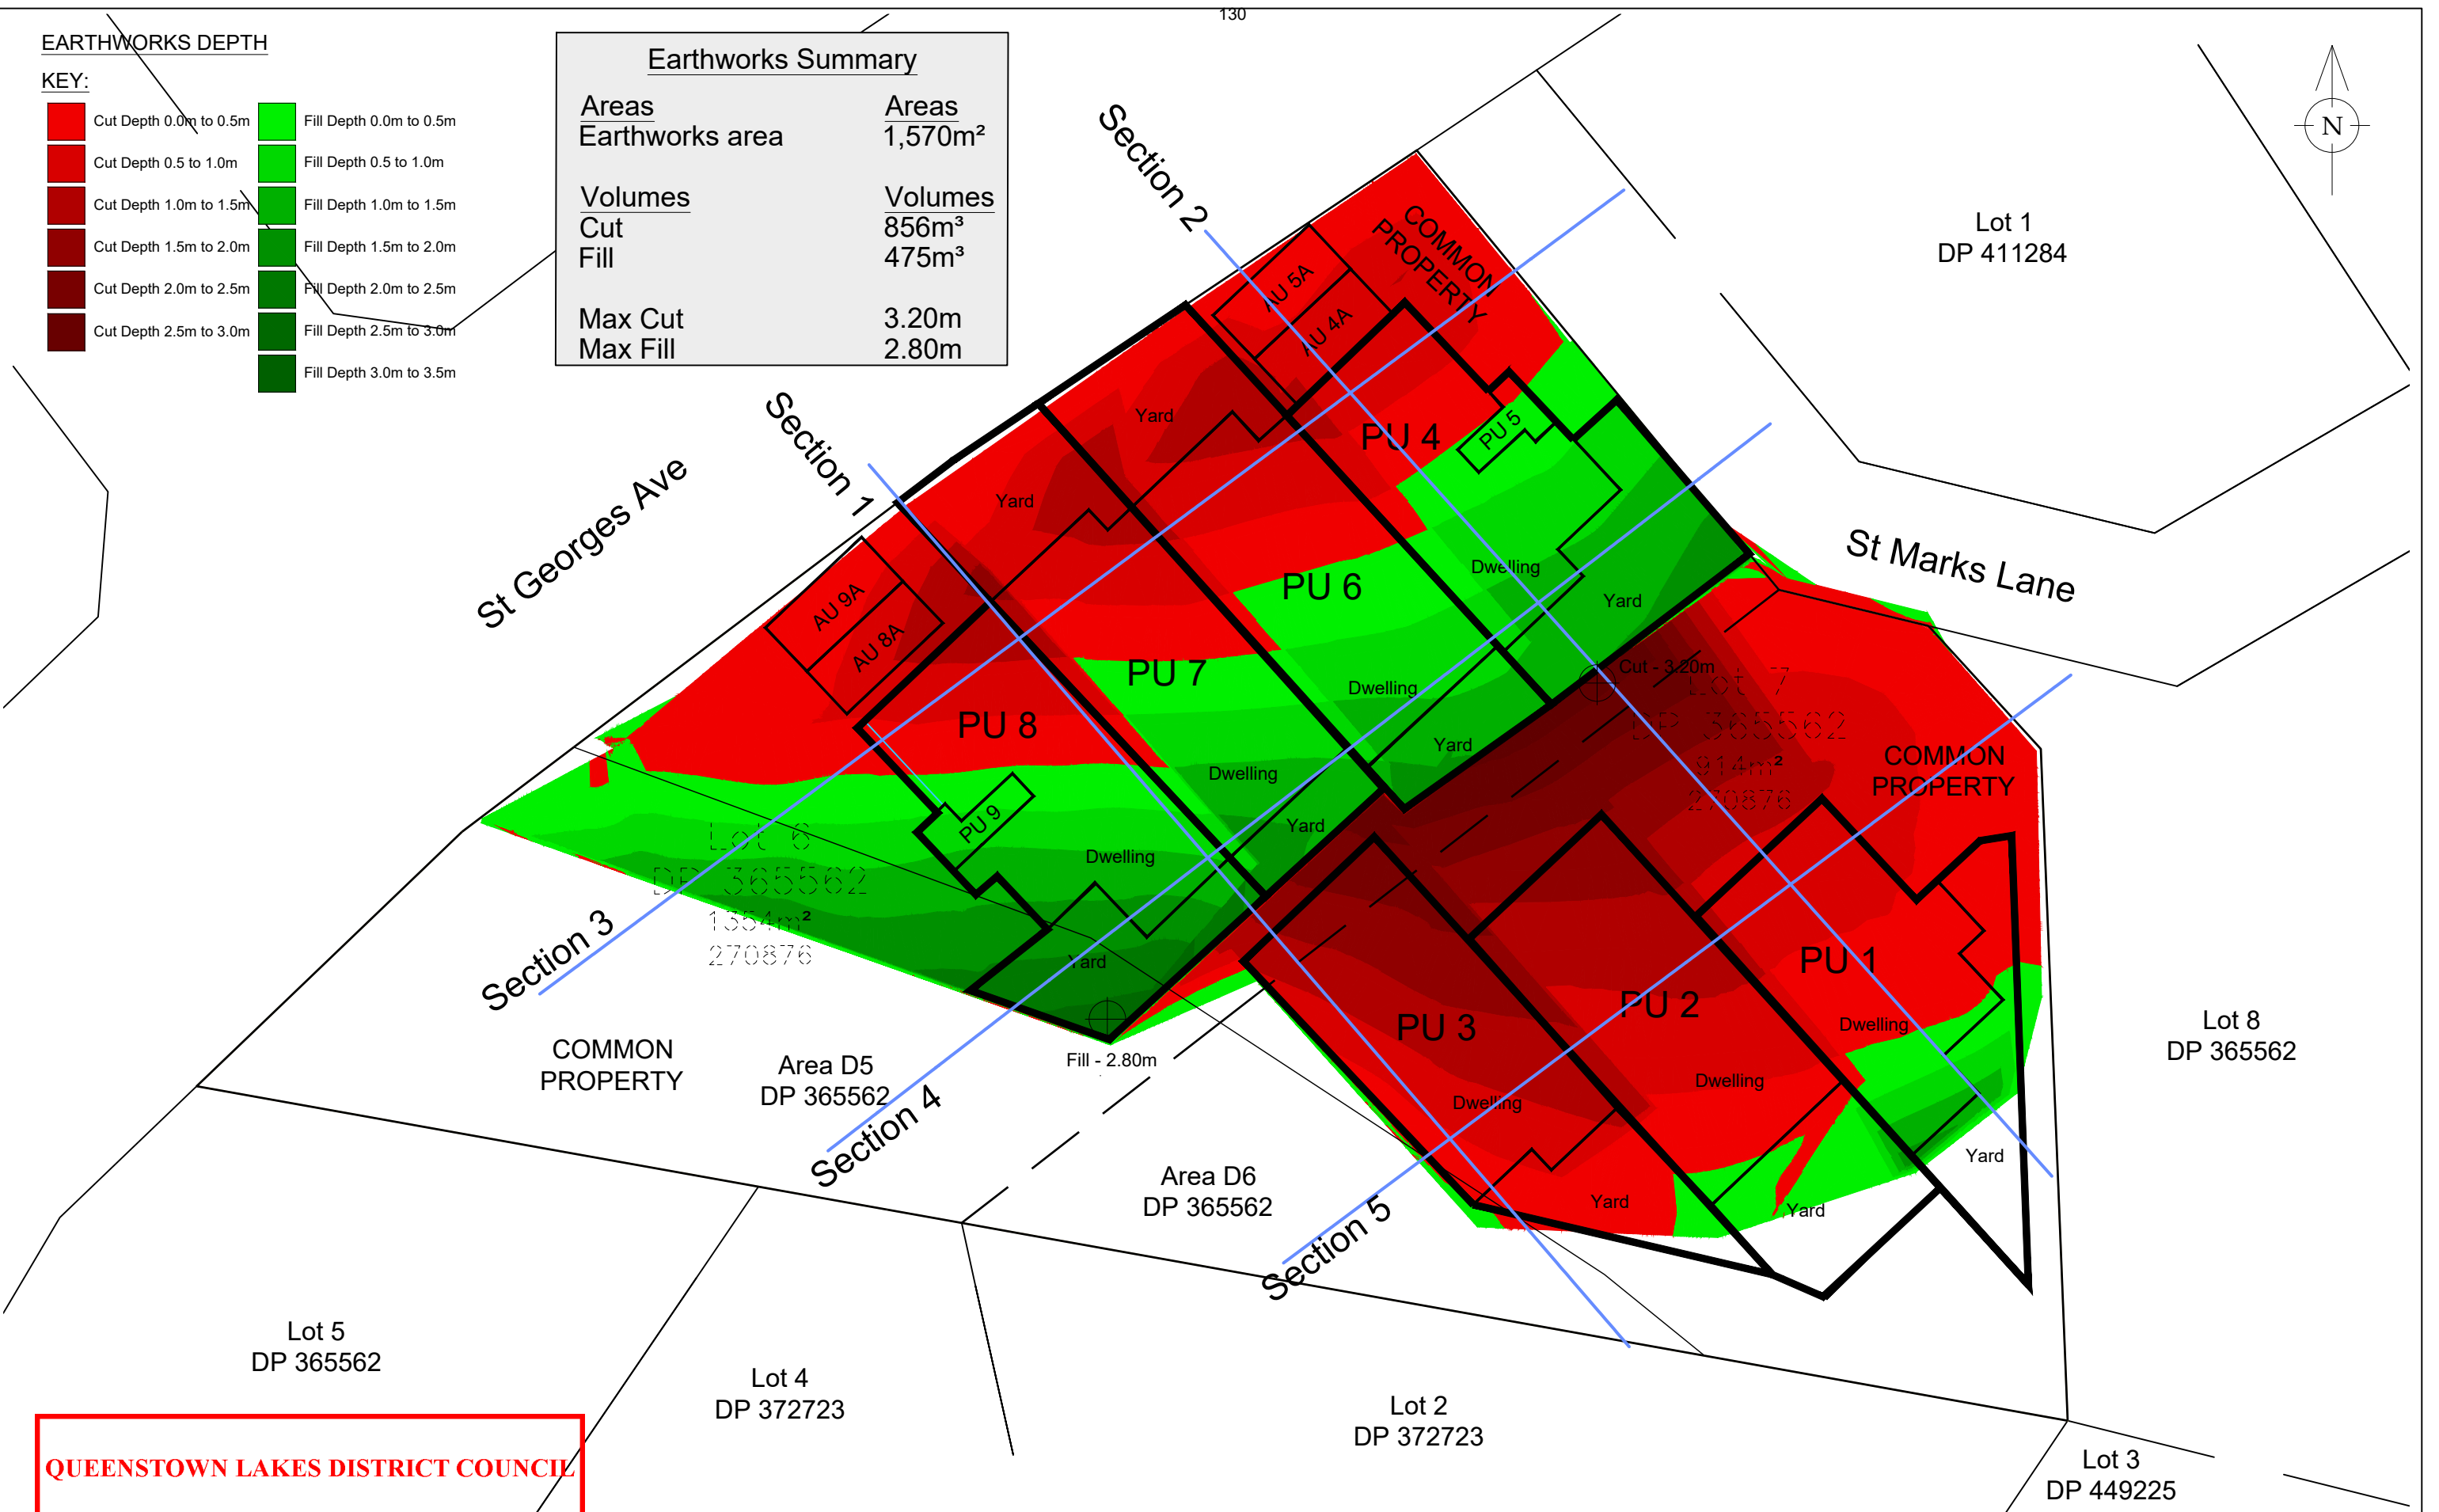 130
EARTHWORKS DEPTH
KEY:
Cut Depth 0.0m to 0.5m
Cut Depth 0.5 to 1.0m
Cut Depth 1.0m to 1.5m
Cut Depth 1.5m to 2.0m
Cut Depth 2.0m to 2.5m
Cut Depth 2.5m to 3.0m
Fill Depth 0.0m to 0.5m
Fill Depth 0.5 to 1.0m
Fill Depth 1.0m to 1.5m
Fill Depth 1.5m to 2.0m
Fill Depth 2.0m to 2.5m
Fill Depth 2.5m to 3.0m
Fill Depth 3.0m to 3.5m
Earthworks Summary
Areas Areas
Earthworks area 1,570m²
Volumes Volumes
Cut 856m³
Fill 475m³
Max Cut 3.20m
Max Fill 2.80m
N
Section 2
COMMON
PROPERTY
Lot 1
DP 411284
AU 5A
AU 4A
Yard
PU 4
PU 5
Section 1
St Georges Ave
Yard
AU 9A
AU 8A
PU 6
Dwelling
Yard
St Marks Lane
PU 7
Dwelling
Yard
Cut - 3.20m
Lot 7
DP 365562
914m²
270876
COMMON
PROPERTY
PU 8
Dwelling
Yard
PU 9
Dwelling
Lot 6
DP 365562
1354m²
270876
Yard
Section 3
PU 1
PU 2
PU 3
Dwelling
Dwelling
Dwelling
Fill - 2.80m
COMMON
PROPERTY
Area D5
DP 365562
Section 4
Area D6
DP 365562
Section 5
Yard
Yard
Yard
Lot 8
DP 365562
Lot 5
DP 365562
Lot 4
DP 372723
Lot 2
DP 372723
Lot 3
DP 449225
QUEENSTOWN LAKES DISTRICT COUNCIL